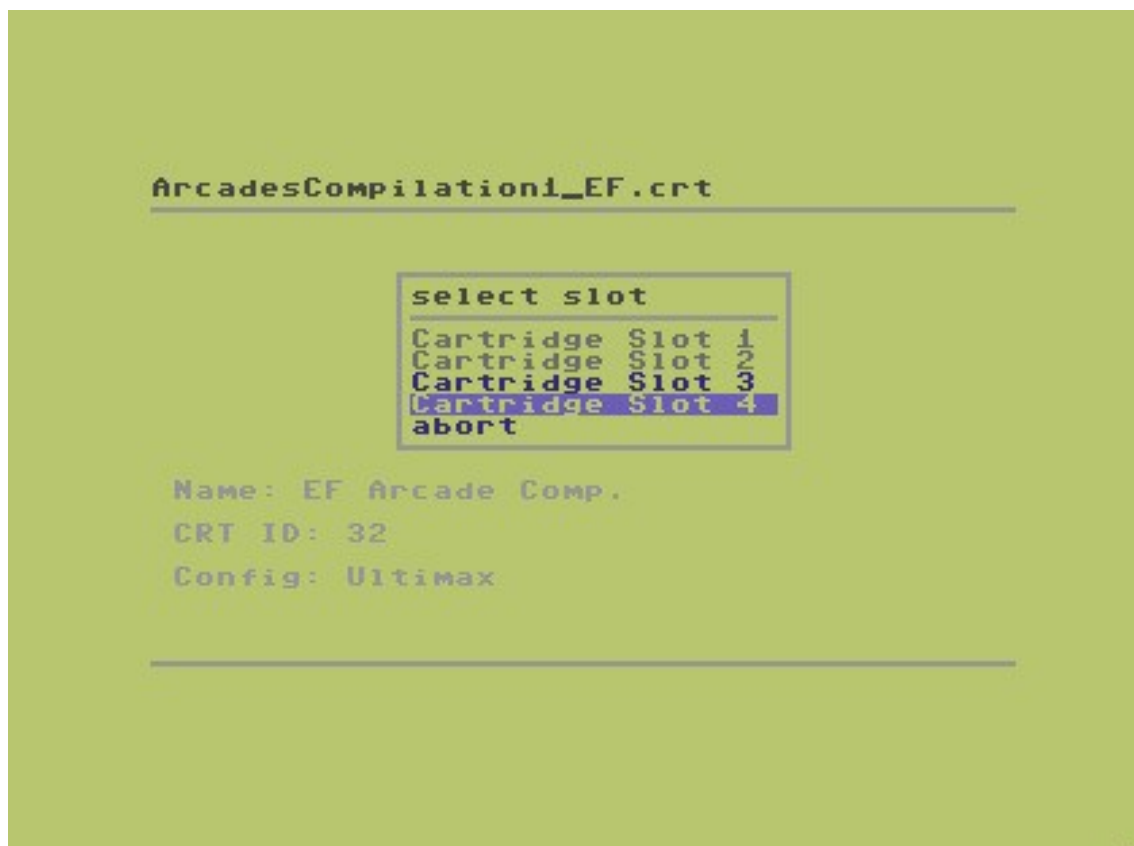 ArcadesCompilation1_EF.crt
select slot
Cartridge Slot 1
Cartridge Slot 2
Cartridge Slot 3
Cartridge Slot 4
abort
Name: EF Arcade Comp.
CRT ID: 32
Config: Ultimax